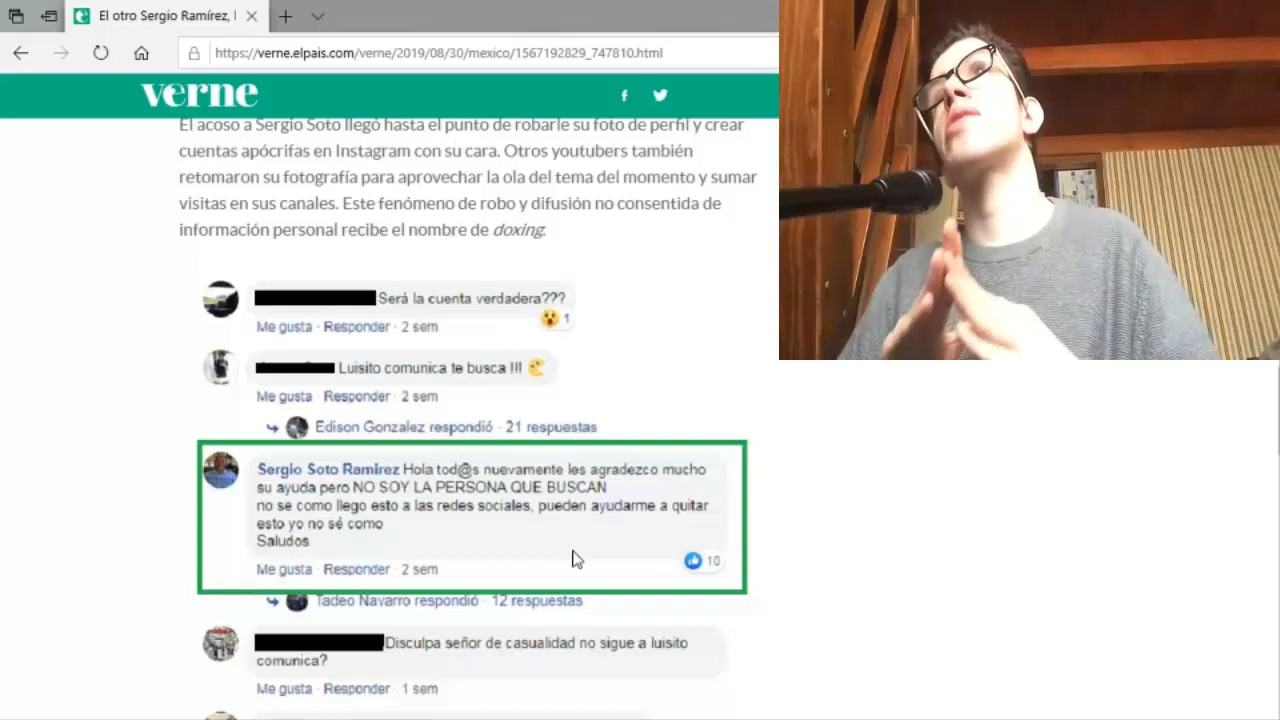 El otro Sergio Ramírez, l
https://verne.elpais.com/verne/2019/08/30/mexico/1567192829_747810.html
verne
El acoso a Sergio Soto llegó hasta el punto de robarle su foto de perfil y crear
cuentas apócrifas en Instagram con su cara. Otros youtubers también
retomaron su fotografía para aprovechar la ola del tema del momento y sumar
visitas en sus canales. Este fenómeno de robo y difusión no consentida de
información personal recibe el nombre de doxing.
Será la cuenta verdadera???
1
Me gusta · Responder · 2 sem
Luisito comunica te busca !!!
Me gusta · Responder · 2 sem
Edison Gonzalez respondió · 21 respuestas
Sergio Soto Ramirez Hola tod@s nuevamente les agradezco mucho
su ayuda pero NO SOY LA PERSONA QUE BUSCAN
no se como llego esto a las redes sociales, pueden ayudarme a quitar
esto yo no sé como
Saludos
10
Me gusta · Responder · 2 sem
Tadeo Navarro respondió · 12 respuestas
Disculpa señor de casualidad no sigue a luisito
comunica?
Me gusta · Responder · 1 sem